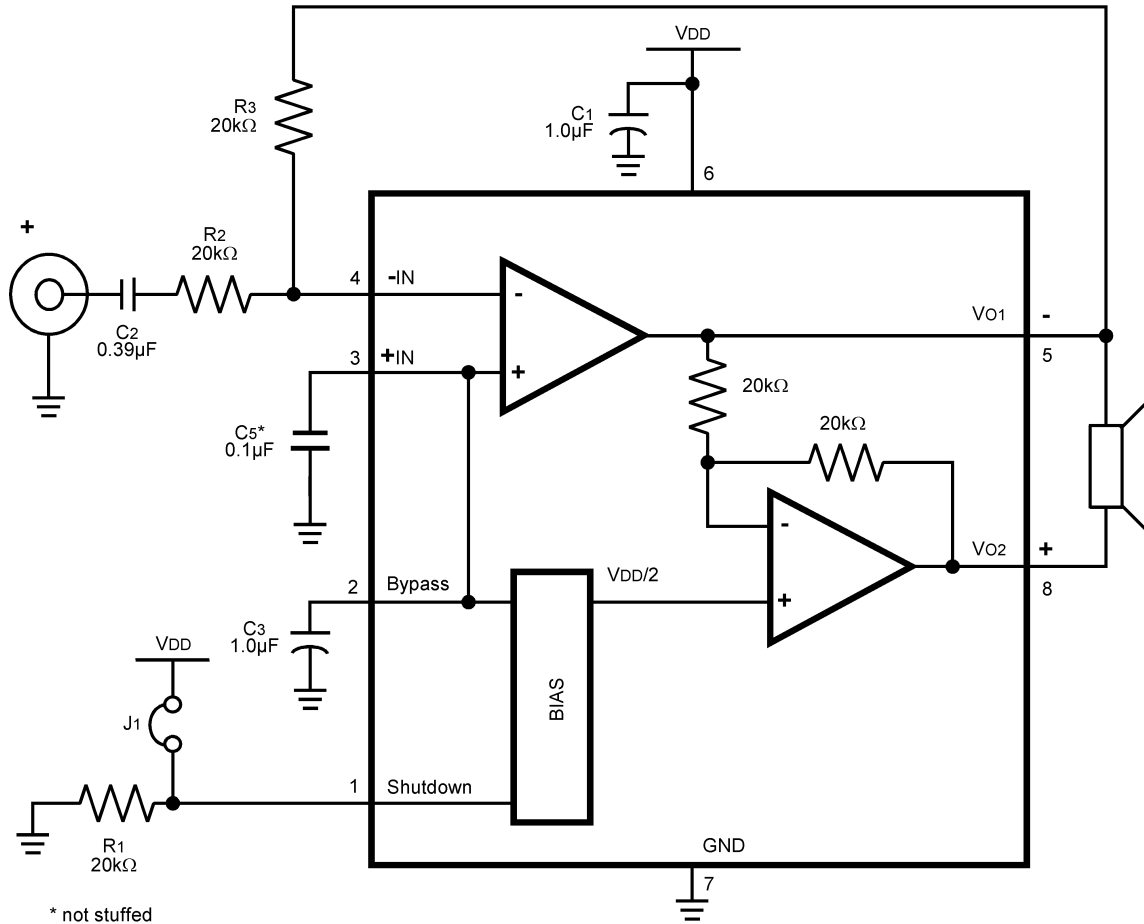 VDD
C1
1.0µF
6
R3
20kΩ
+
R2
20kΩ
C2
0.39µF
4
-IN
-
3
+IN
+
VO1
-
5
20kΩ
20kΩ
C5*
0.1µF
-
VO2
+
8
2
Bypass
VDD/2
+
C3
1.0µF
BIAS
VDD
J1
1
Shutdown
R1
20kΩ
GND
7
* not stuffed